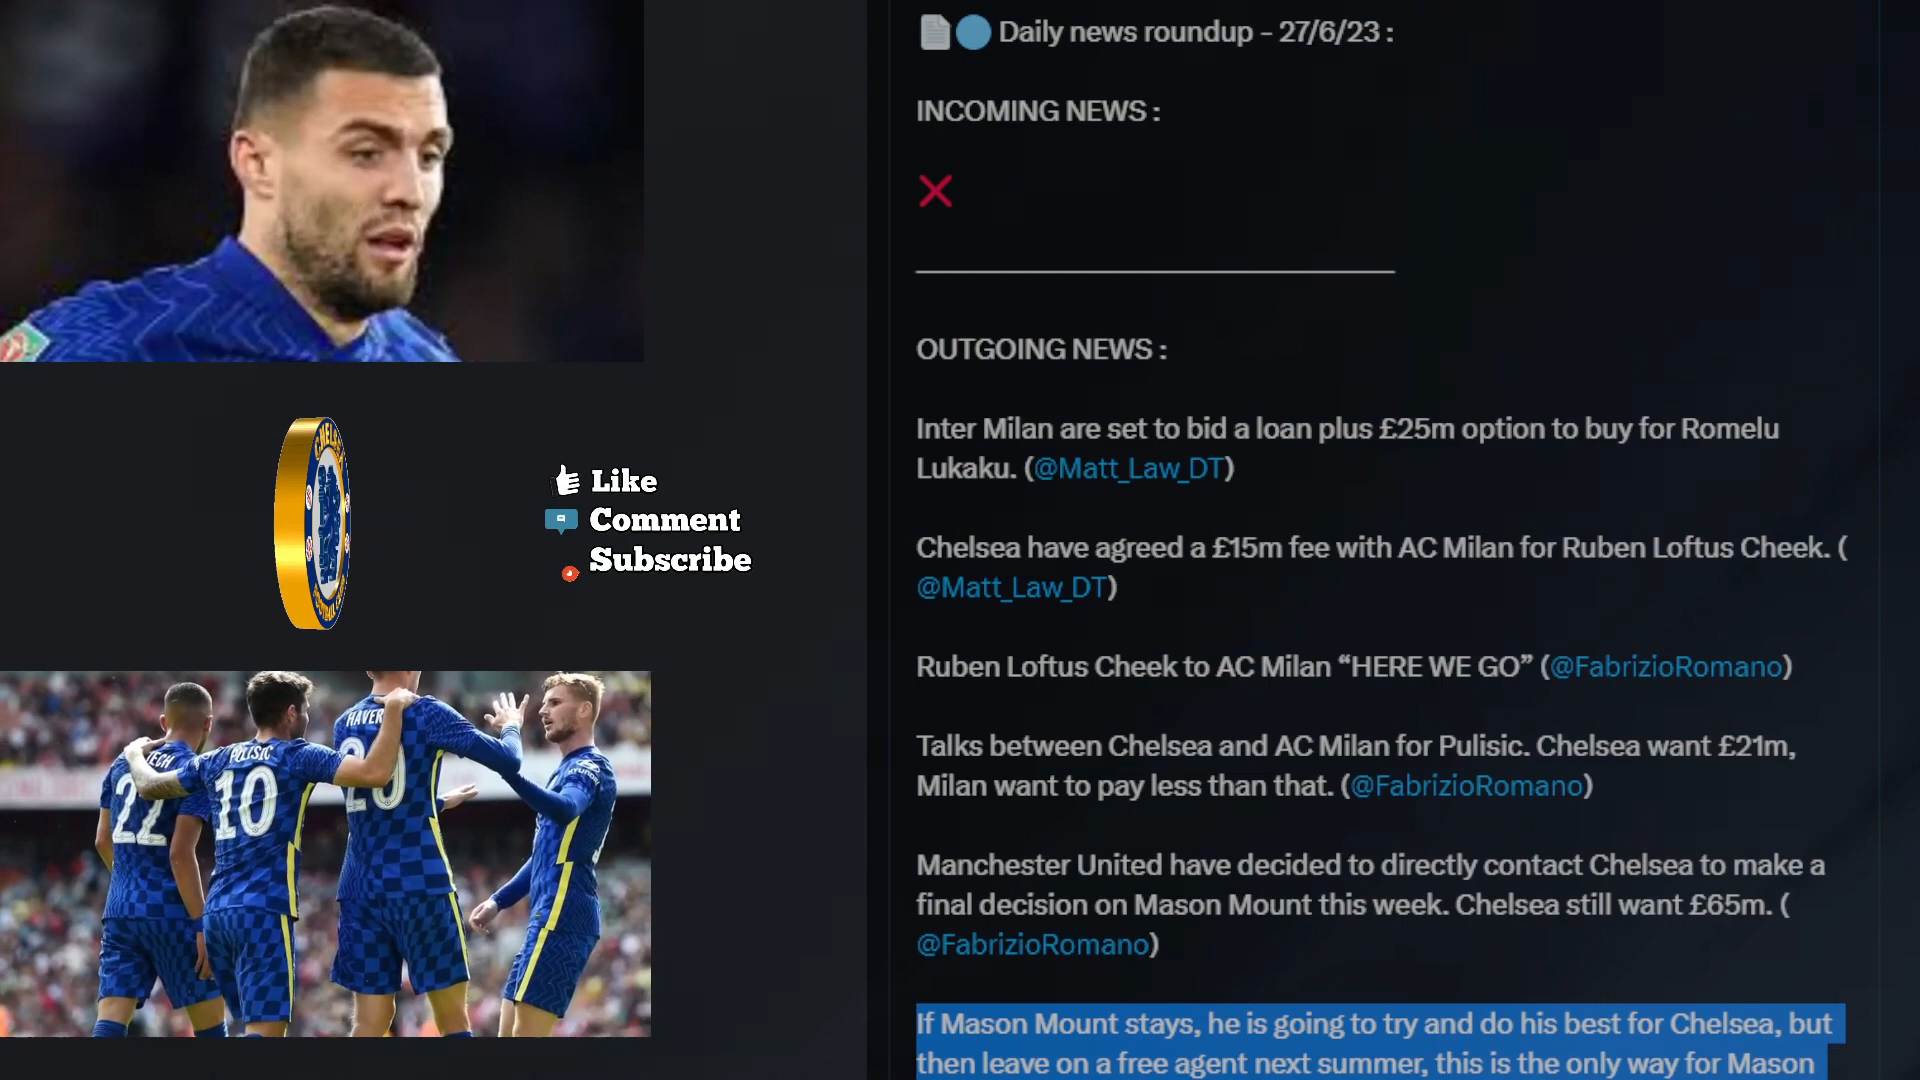 Daily news roundup - 27/6/23 :
INCOMING NEWS :
OUTGOING NEWS :
Inter Milan are set to bid a loan plus £25m option to buy for Romelu
Lukaku. (@Matt_Law_DT)
Chelsea have agreed a £15m fee with AC Milan for Ruben Loftus Cheek. (
@Matt_Law_DT)
Ruben Loftus Cheek to AC Milan “HERE WE GO” (@FabrizioRomano)
Talks between Chelsea and AC Milan for Pulisic. Chelsea want £21m,
Milan want to pay less than that. (@FabrizioRomano)
Manchester United have decided to directly contact Chelsea to make a
final decision on Mason Mount this week. Chelsea still want £65m. (
@FabrizioRomano)
If Mason Mount stays, he is going to try and do his best for Chelsea, but
then leave on a free agent next summer, this is the only way for Mason
Like
Comment
Subscribe
PULISIC
10
22
HYUNDAI